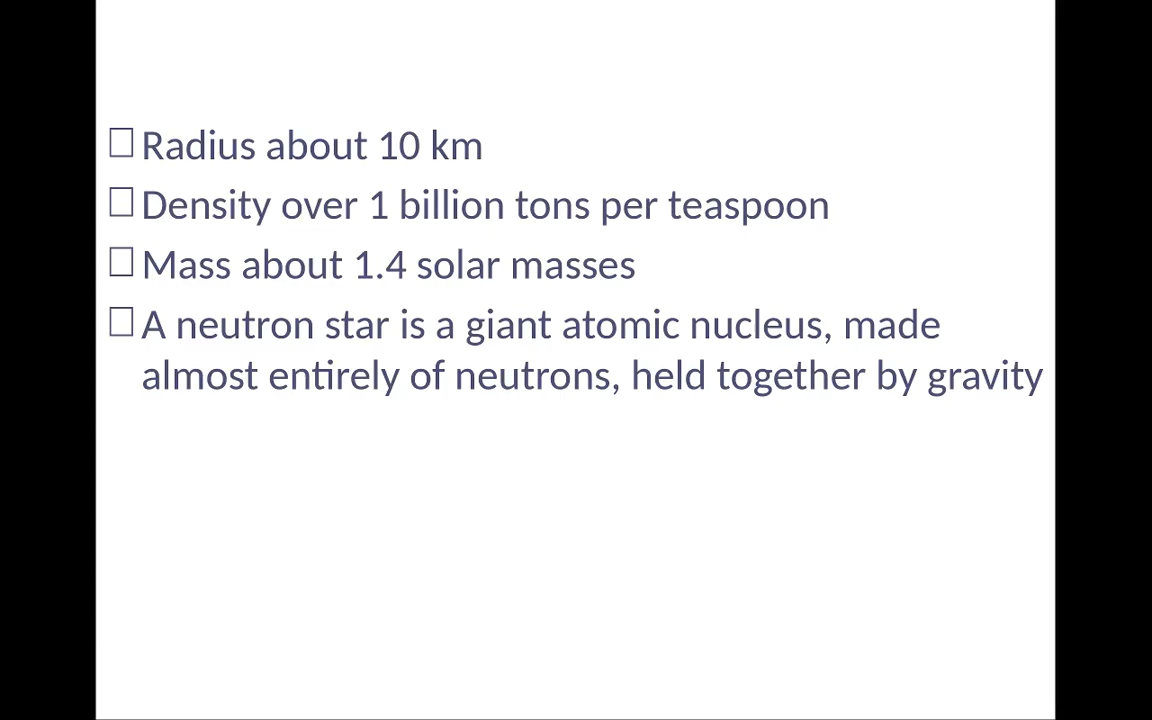 Radius about 10 km
Density over 1 billion tons per teaspoon
Mass about 1.4 solar masses
A neutron star is a giant atomic nucleus, made
almost entirely of neutrons, held together by gravity